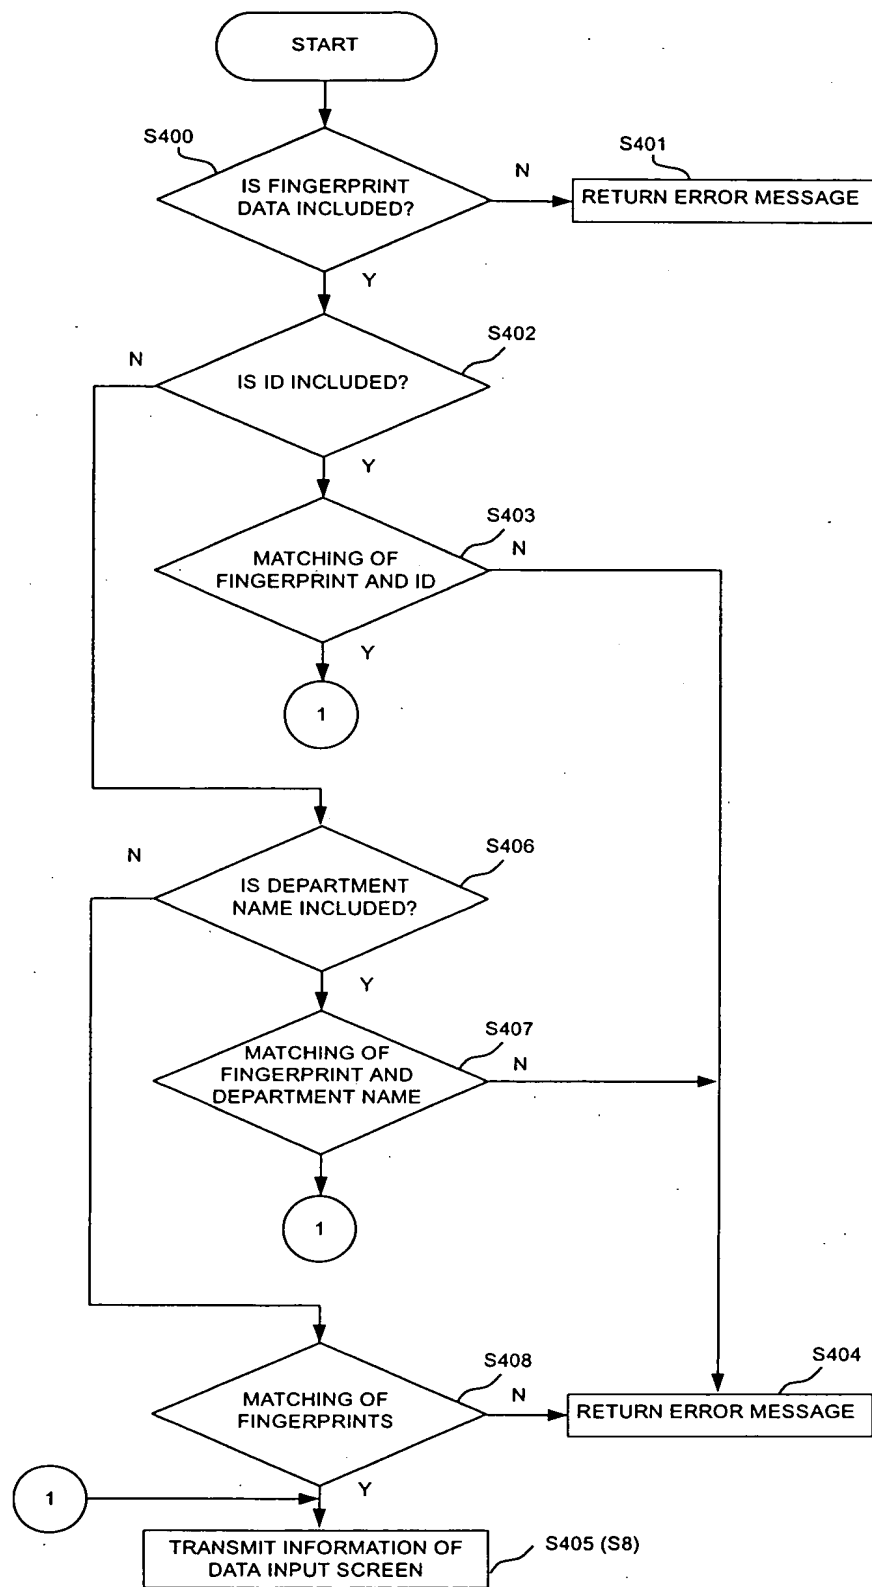 START
S400
IS FINGERPRINT
DATA INCLUDED?
N
S401
RETURN ERROR MESSAGE
Y
S402
N
IS ID INCLUDED?
Y
S403
MATCHING OF
FINGERPRINT AND ID
N
Y
1
S406
N
IS DEPARTMENT
NAME INCLUDED?
Y
S407
MATCHING OF
FINGERPRINT AND
DEPARTMENT NAME
N
1
S408
MATCHING OF
FINGERPRINTS
N
S404
RETURN ERROR MESSAGE
Y
1
TRANSMIT INFORMATION OF
DATA INPUT SCREEN
S405 (S8)